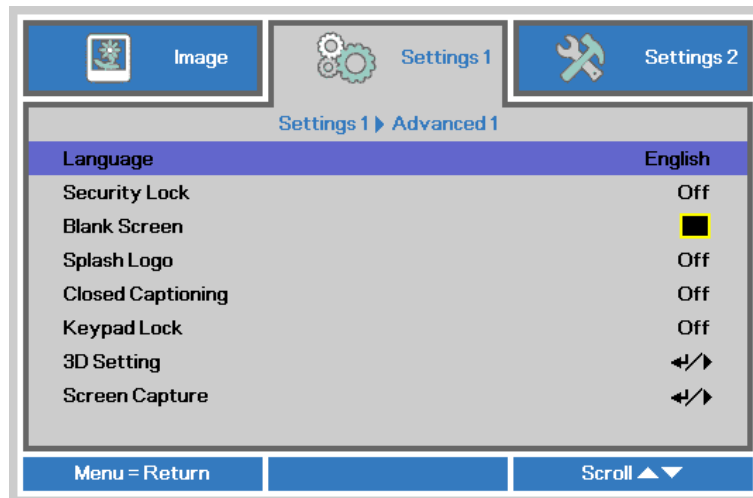 Image
Settings 1
Settings 2
Settings 1 Advanced 1
Language English
Security Lock Off
Blank Screen
Splash Logo Off
Closed Captioning Off
Keypad Lock Off
3D Setting ↵/▶
Screen Capture ↵/▶
Menu = Return
Scroll ▲▼